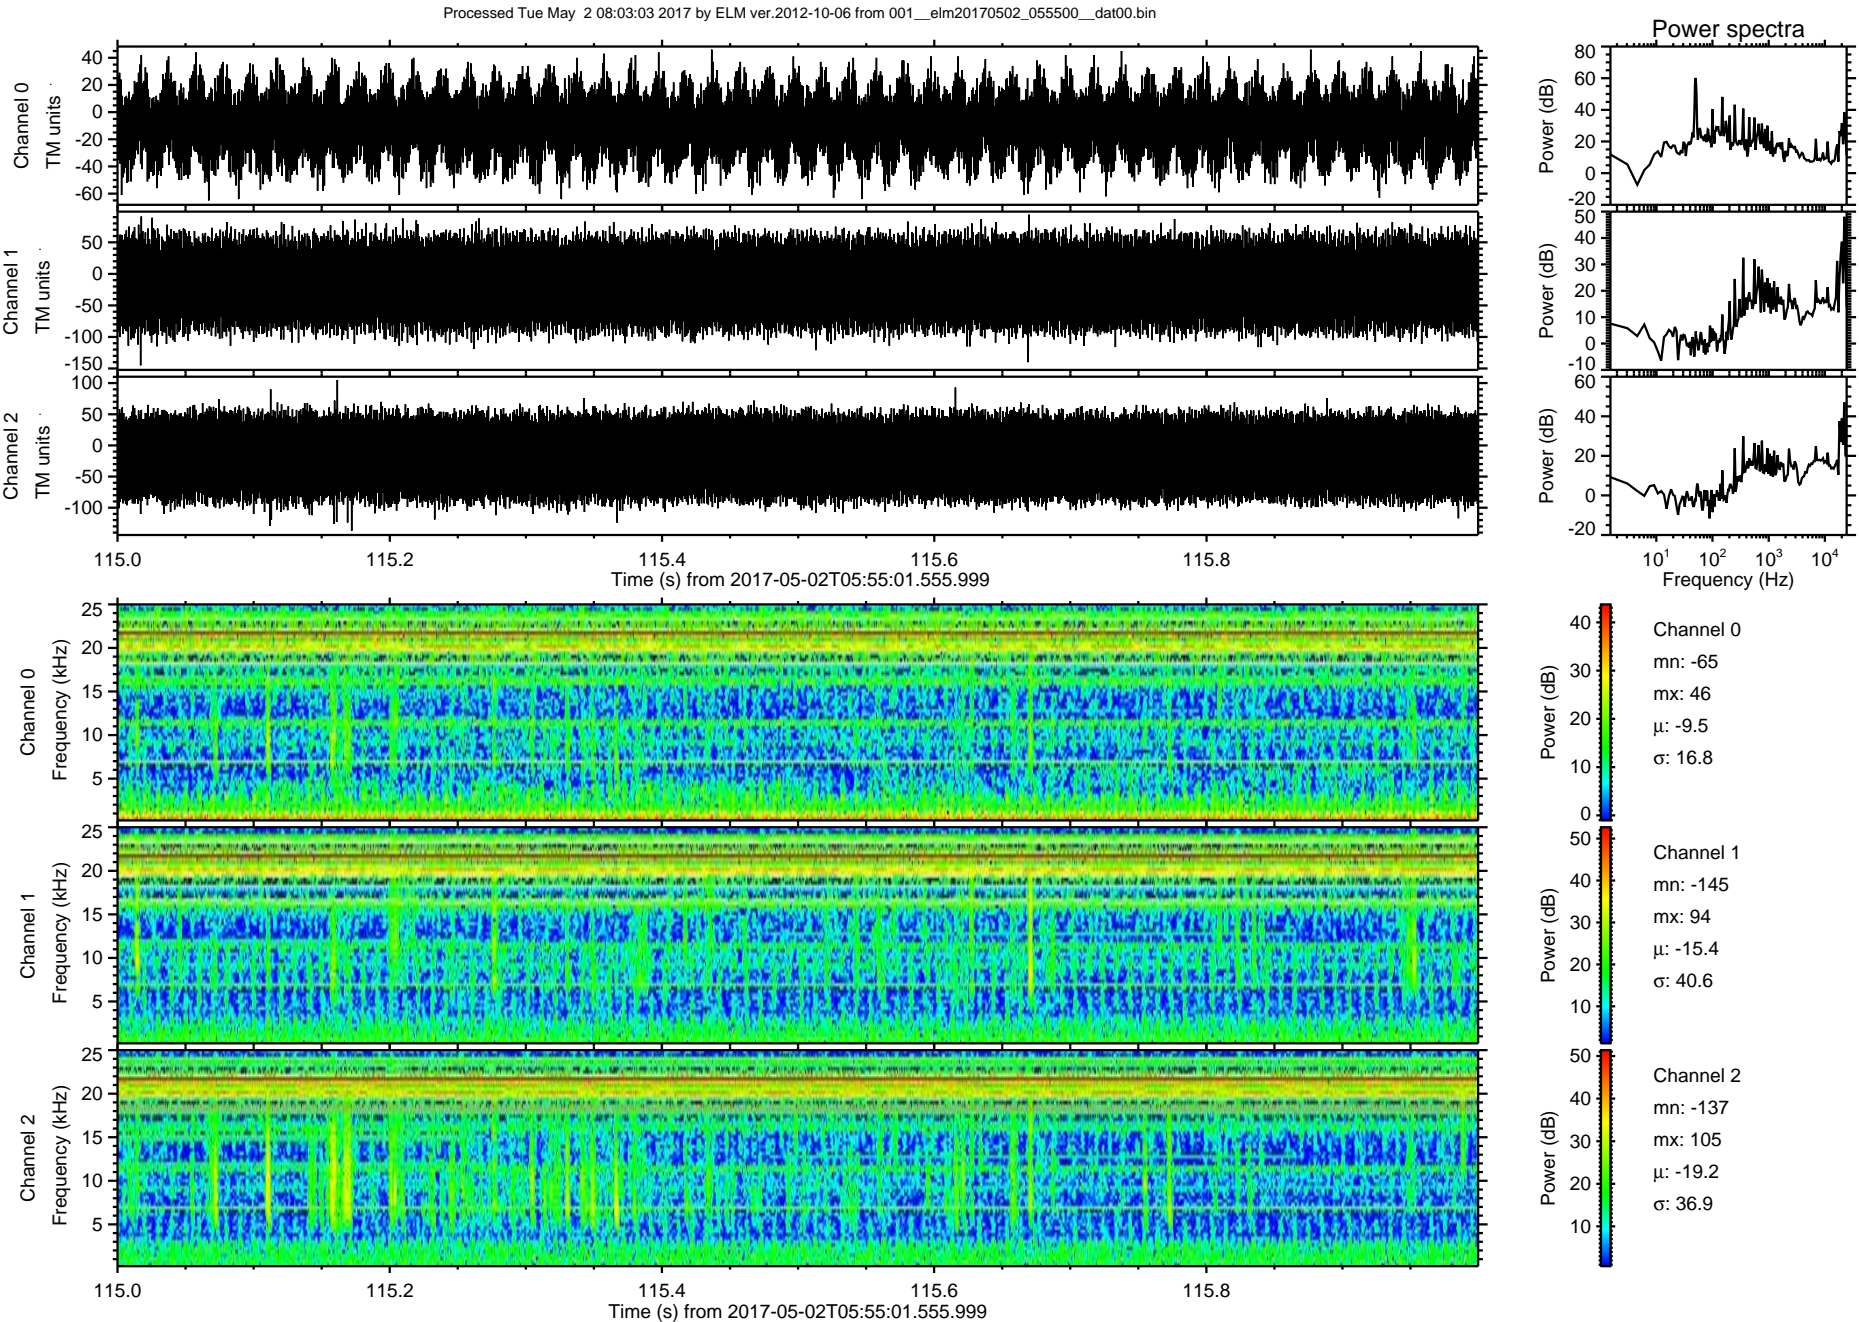 Processed Tue May  2 08:03:03 2017 by ELM ver.2012-10-06 from 001__elm20170502_055500__dat00.bin
Power spectra
Channel 0
TM units
40
20
0
-20
-40
-60
Power (dB)
80
60
40
20
0
-20
Channel 1
TM units
50
0
-50
-100
-150
Power (dB)
50
40
30
20
10
0
-10
Channel 2
TM units
100
50
0
-50
-100
Power (dB)
60
40
20
0
-20
115.0 115.2 115.4 115.6 115.8
Time (s) from 2017-05-02T05:55:01.555.999
10¹ 10² 10³ 10⁴
Frequency (Hz)
Channel 0
Frequency (kHz)
25
20
15
10
5
Power (dB)
40
30
20
10
0
Channel 0
mn: -65
mx: 46
μ: -9.5
σ: 16.8
Channel 1
Frequency (kHz)
25
20
15
10
5
Power (dB)
50
40
30
20
10
Channel 1
mn: -145
mx: 94
μ: -15.4
σ: 40.6
Channel 2
Frequency (kHz)
25
20
15
10
5
Power (dB)
50
40
30
20
10
Channel 2
mn: -137
mx: 105
μ: -19.2
σ: 36.9
115.0 115.2 115.4 115.6 115.8
Time (s) from 2017-05-02T05:55:01.555.999